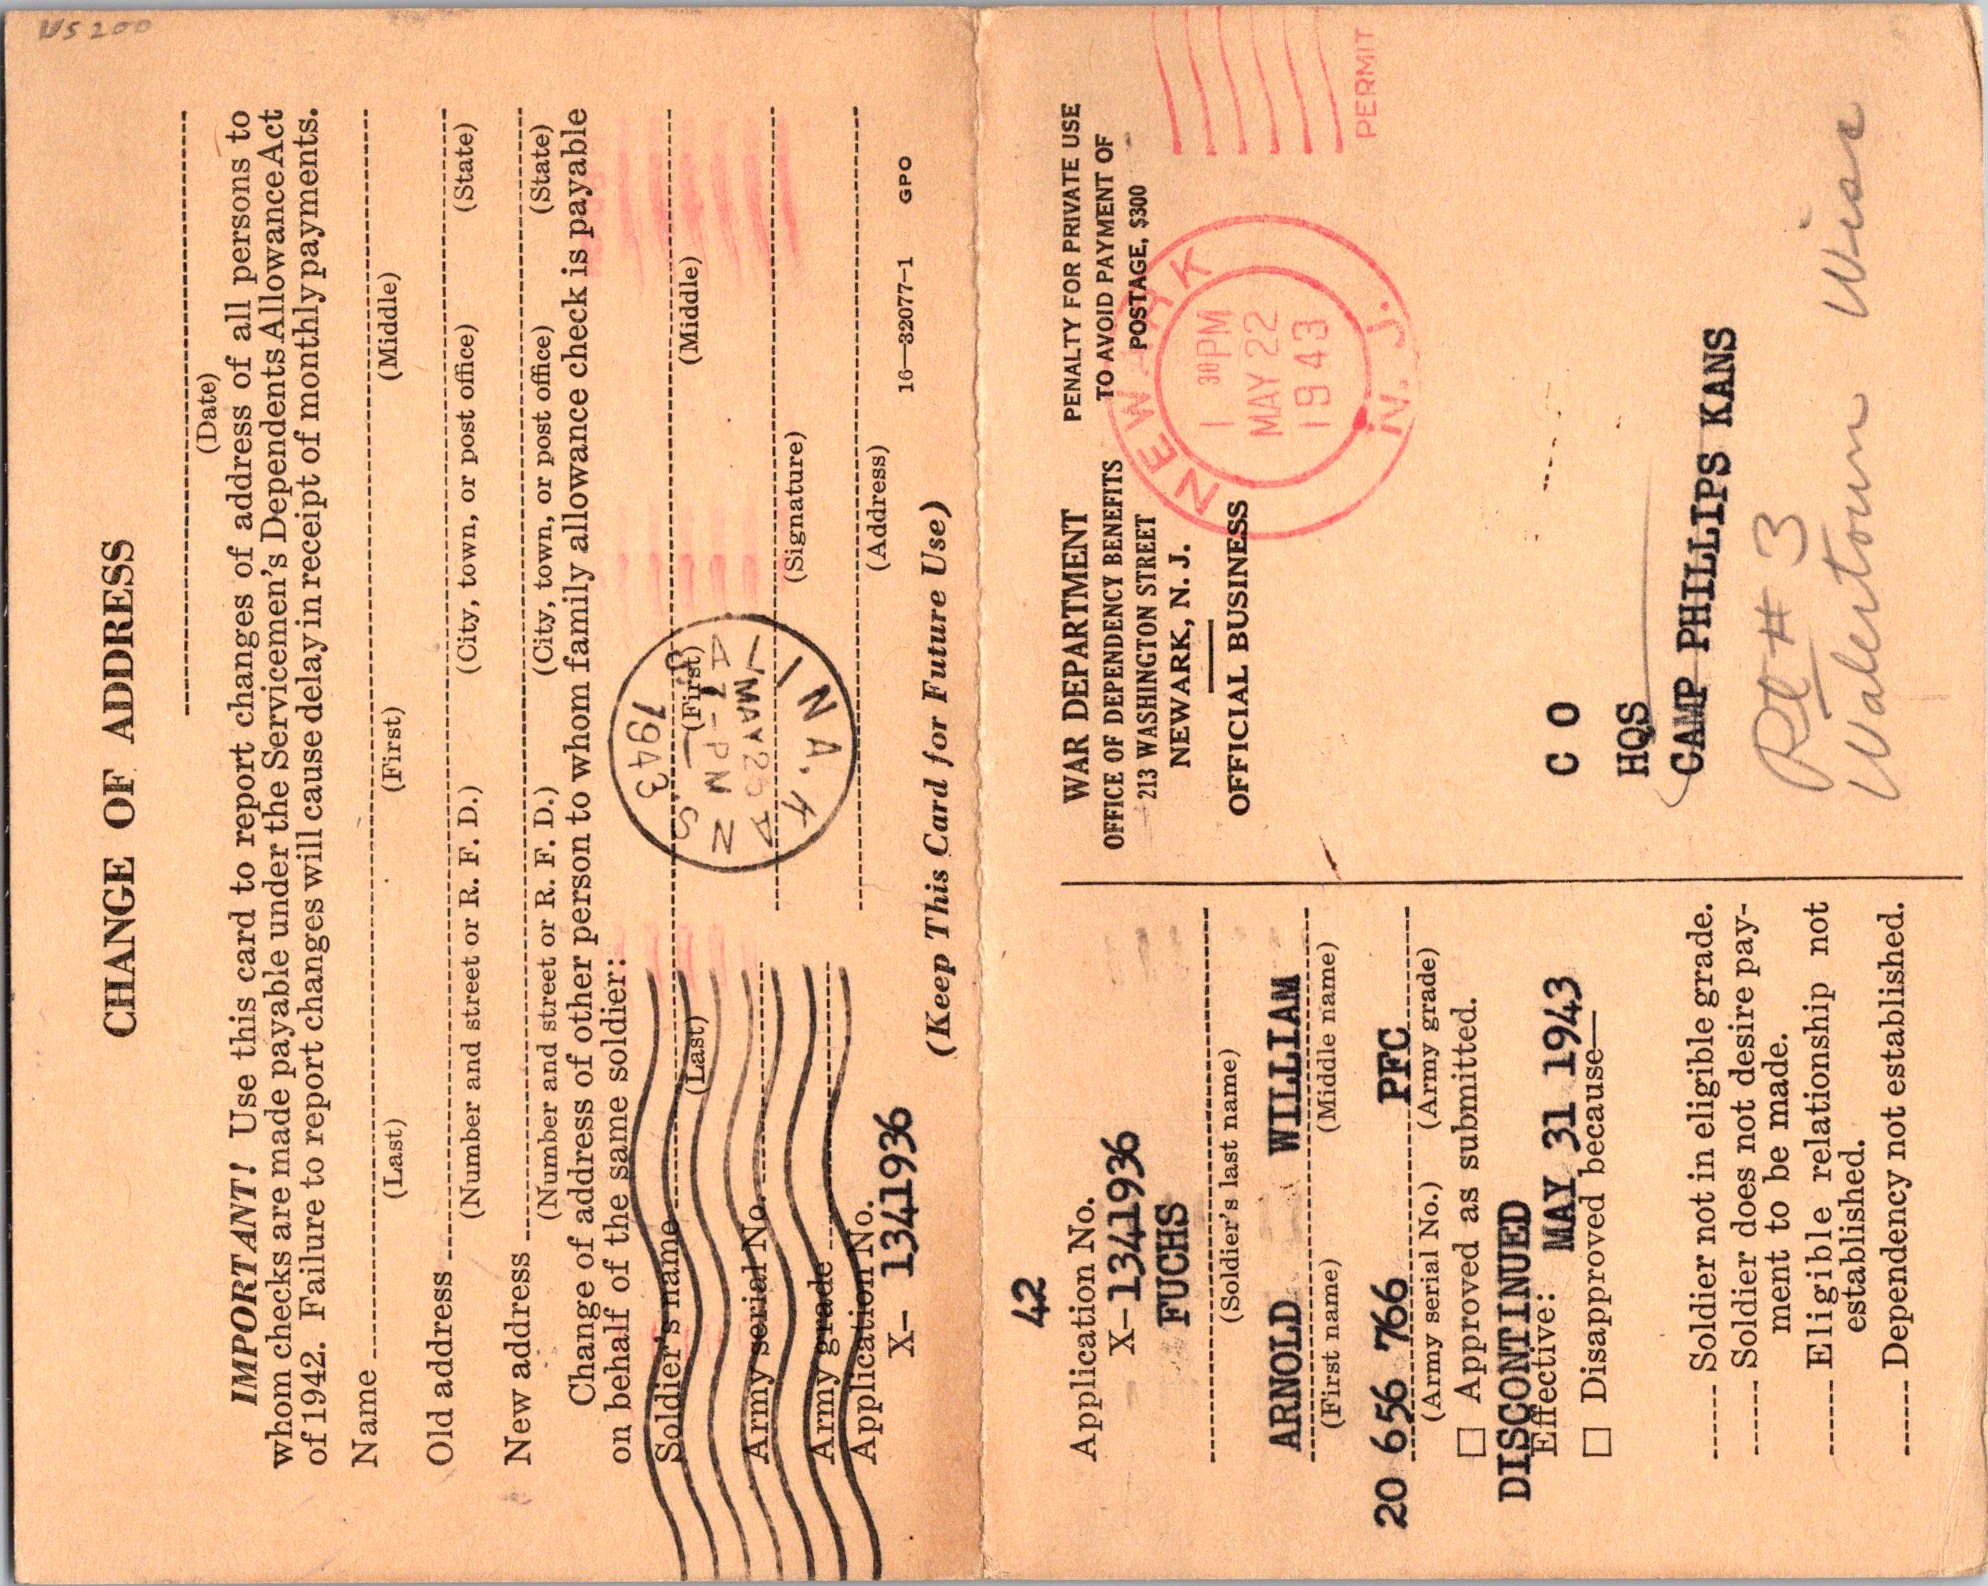 US 200
CHANGE OF ADDRESS
(Date)
IMPORTANT! Use this card to report changes of address of all persons to
whom checks are made payable under the Servicemen's Dependents Allowance Act
of 1942. Failure to report changes will cause delay in receipt of monthly payments.
Name
(Last) (First) (Middle)
Old address
(Number and street or R. F. D.) (City, town, or post office) (State)
New address
(Number and street or R. F. D.) (City, town, or post office) (State)
Change of address of other person to whom family allowance check is payable
on behalf of the same soldier:
Soldier's name
(Last) (First) (Middle)
Army serial No.
(Signature)
Army grade
(Address)
Application No.
X- 1341936
16—32077-1 GPO
MAY 25
7-PM
1943
(Keep This Card for Future Use)
42
Application No.
X-1341936
FUCHS
(Soldier's last name)
ARNOLD WILLIAM
(First name) (Middle name)
20 656 766 PFC
(Army serial No.) (Army grade)
Approved as submitted.
DISCONTINUED
Effective: MAY 31 1943
Disapproved because—
Soldier not in eligible grade.
Soldier does not desire pay-
ment to be made.
Eligible relationship not
established.
Dependency not established.
WAR DEPARTMENT
OFFICE OF DEPENDENCY BENEFITS
213 WASHINGTON STREET
NEWARK, N. J.
OFFICIAL BUSINESS
PENALTY FOR PRIVATE USE
TO AVOID PAYMENT OF
POSTAGE, $300
NEWARK
1 30PM
MAY 22
1943
N. J.
PERMIT
C O
HQS
CAMP PHILLIPS KANS
Rt # 3
Watertown Wisc